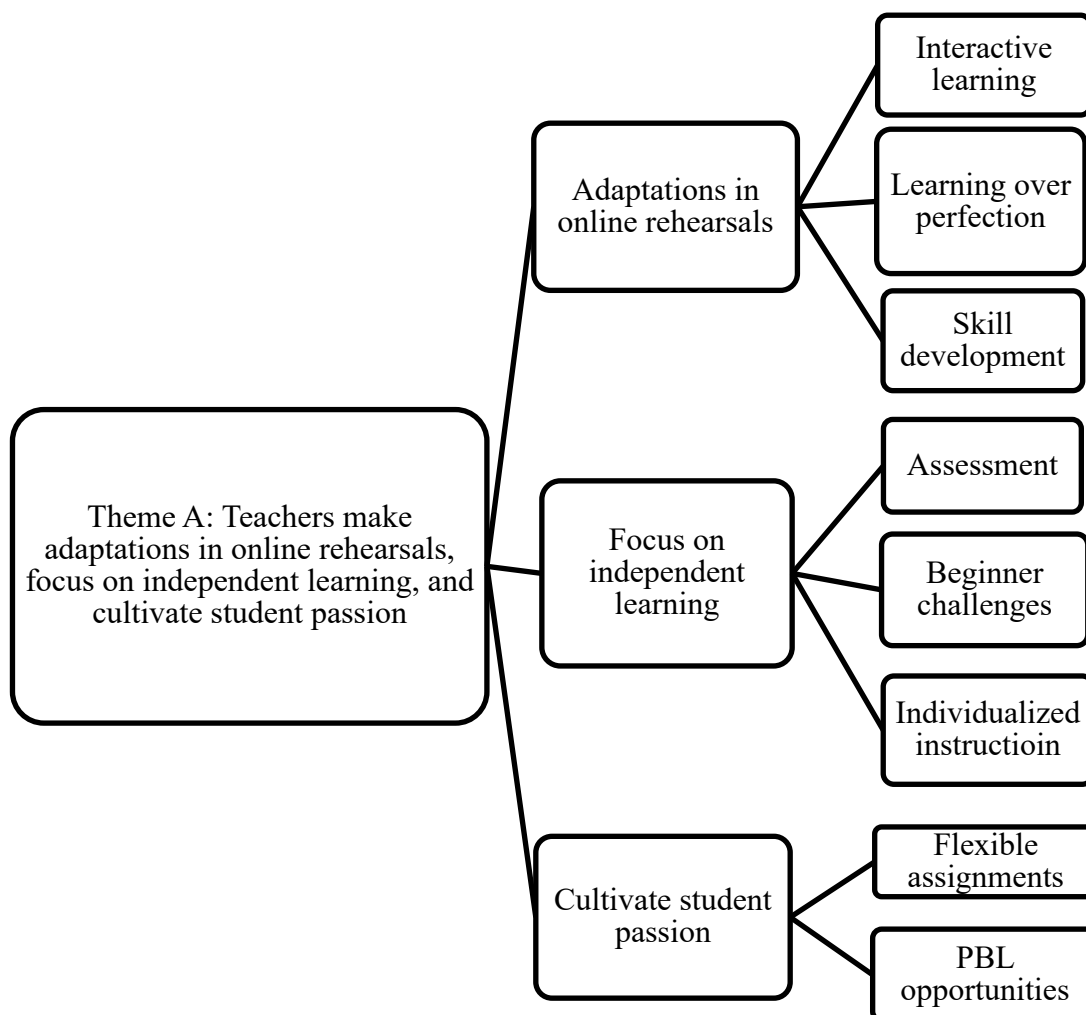 Theme A: Teachers make
adaptations in online rehearsals,
focus on independent learning, and
cultivate student passion
Adaptations in
online rehearsals
Interactive
learning
Learning over
perfection
Skill
development
Focus on
independent
learning
Assessment
Beginner
challenges
Individualized
instructioin
Cultivate student
passion
Flexible
assignments
PBL
opportunities